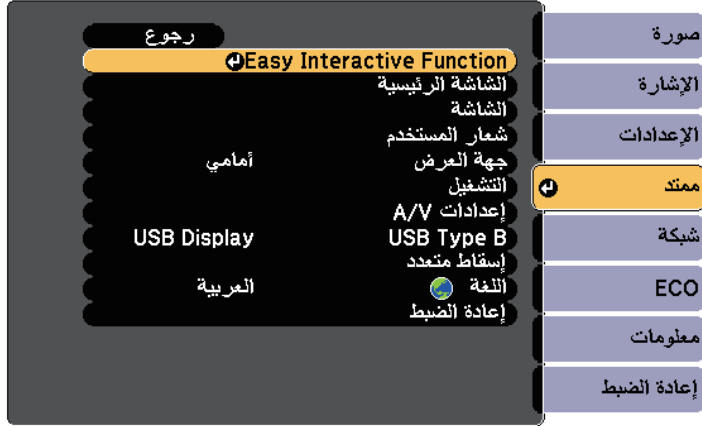 صورة
الإشارة
الإعدادات
ممتد
شبكة
ECO
معلومات
إعادة الضبط
رجوع
Easy Interactive Function
الشاشة الرئيسية
الشاشة
شعار المستخدم
جهة العرض أمامي
التشغيل
إعدادات A/V
USB Type B USB Display
إسقاط متعدد
اللغة العربية
إعادة الضبط